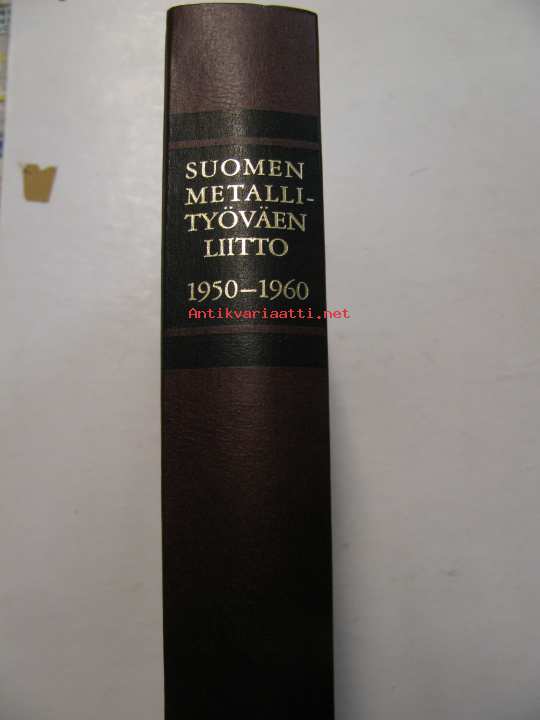 SUOMEN
METALLI-
TYÖVÄEN
LIITTO
1950–1960
Antikvariaatti.net